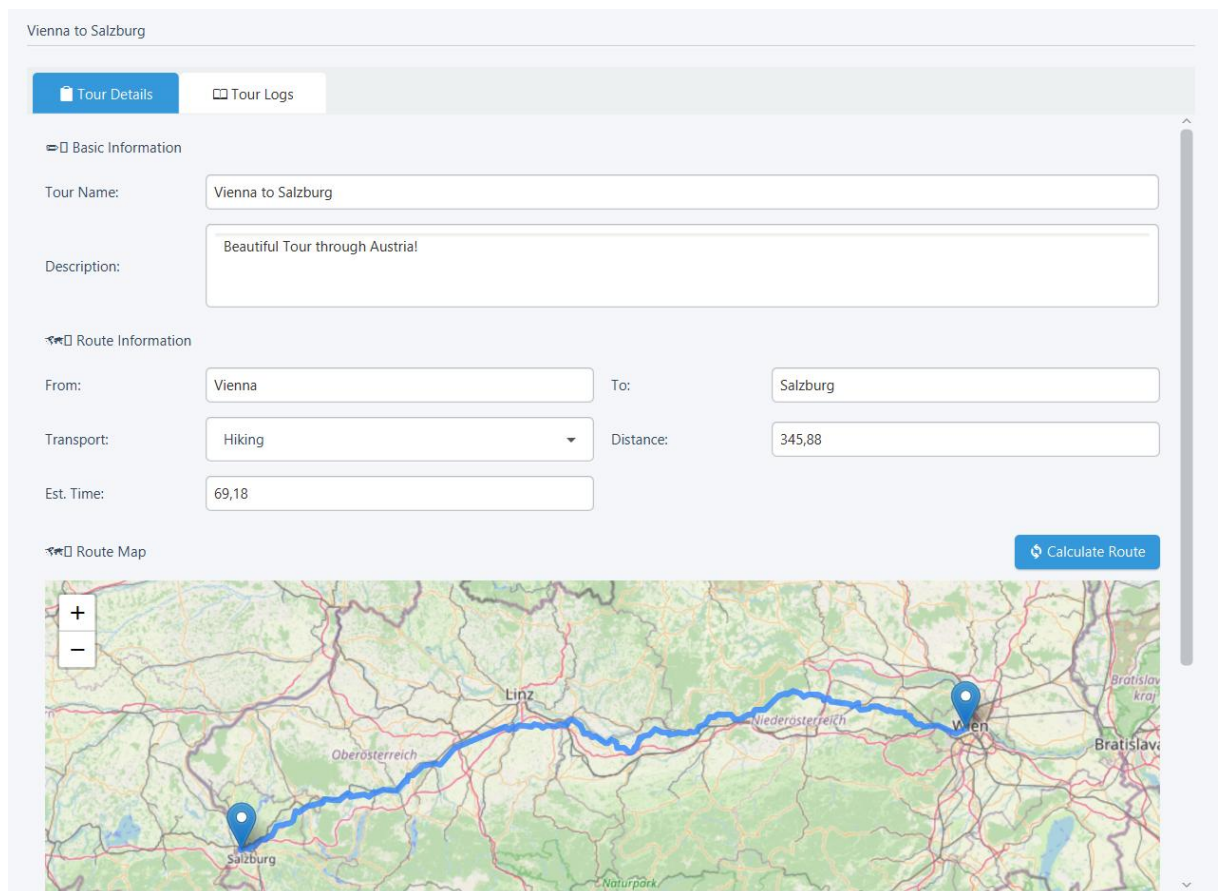 Vienna to Salzburg
Tour Details
Tour Logs
Basic Information
Tour Name:
Vienna to Salzburg
Description:
Beautiful Tour through Austria!
Route Information
From:
Vienna
To:
Salzburg
Transport:
Hiking
Distance:
345,88
Est. Time:
69,18
Route Map
Calculate Route
+
−
Linz
Bratislav
kraj
Niederösterreich
Wien
Bratislava
Oberösterreich
Salzburg
Naturpark